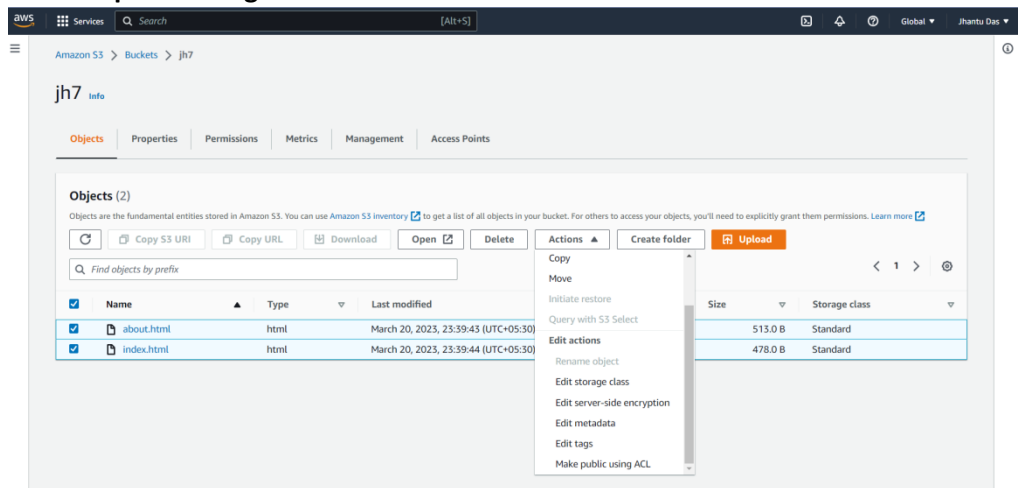 aws Services Search [Alt+S] Global ▼ Jhantu Das ▼
Amazon S3 > Buckets > jh7
jh7 Info
Objects Properties Permissions Metrics Management Access Points
Objects (2)
Objects are the fundamental entities stored in Amazon S3. You can use Amazon S3 inventory to get a list of all objects in your bucket. For others to access your objects, you'll need to explicitly grant them permissions. Learn more
Copy S3 URI Copy URL Download Open Delete Actions ▲ Create folder Upload
Find objects by prefix < 1 >
Name ▲ Type ▽ Last modified Size ▽ Storage class ▽
about.html html March 20, 2023, 23:39:43 (UTC+05:30) 513.0 B Standard
index.html html March 20, 2023, 23:39:44 (UTC+05:30) 478.0 B Standard
Copy
Move
Initiate restore
Query with S3 Select
Edit actions
Rename object
Edit storage class
Edit server-side encryption
Edit metadata
Edit tags
Make public using ACL